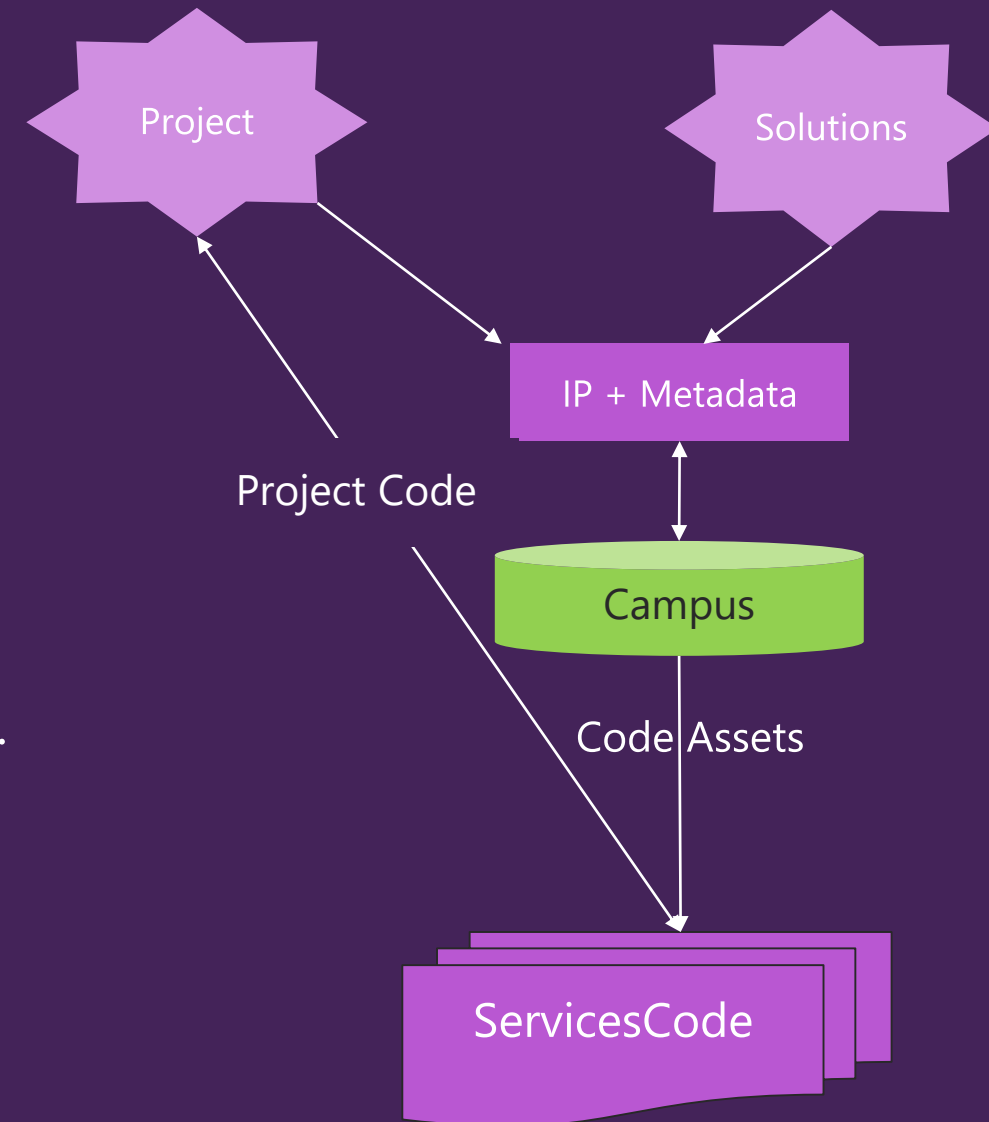 Project
Solutions
IP + Metadata
Project Code
Campus
Code Assets
.
ServicesCode